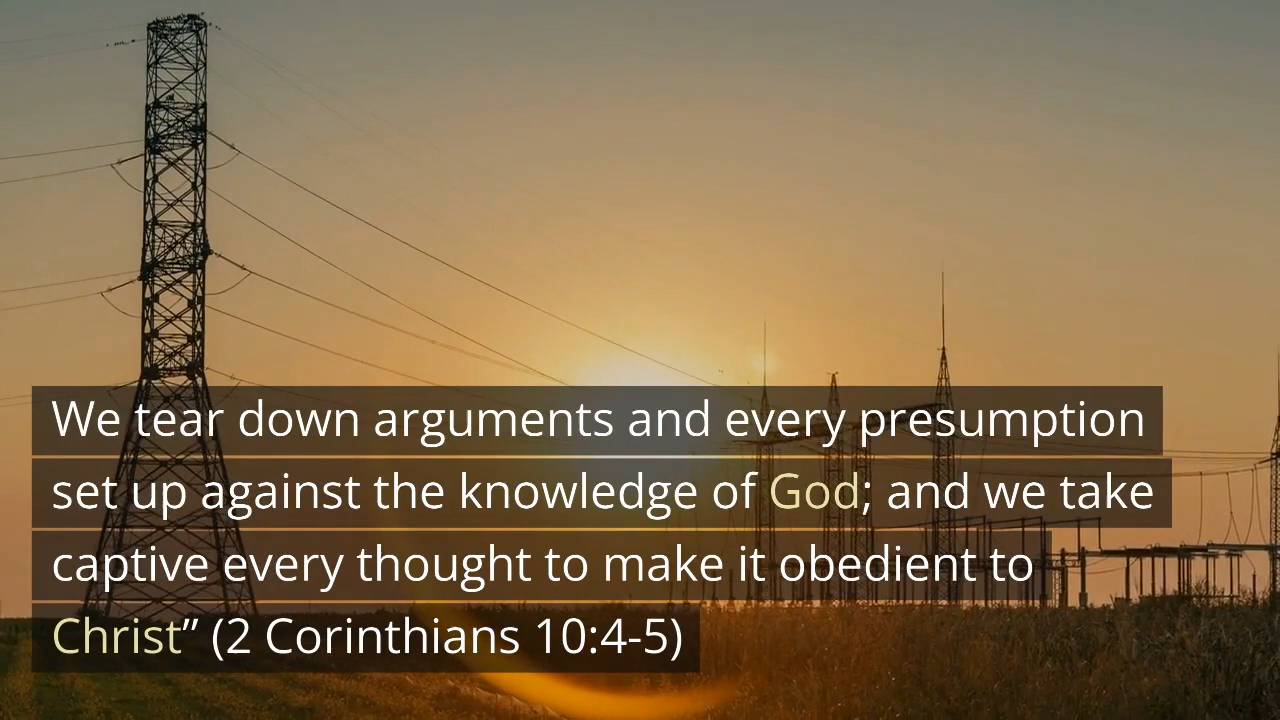 We tear down arguments and every presumption
set up against the knowledge of God; and we take
captive every thought to make it obedient to
Christ” (2 Corinthians 10:4-5)